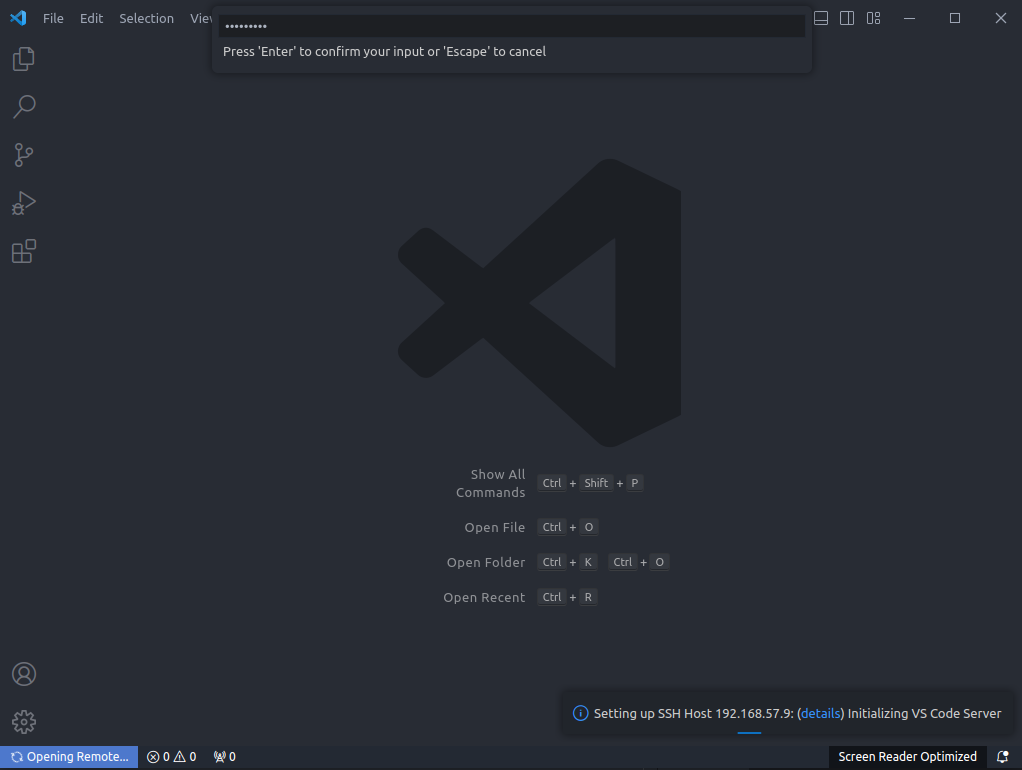 File Edit Selection
•••••••••
Press 'Enter' to confirm your input or 'Escape' to cancel
Show All
Commands
Ctrl + Shift + P
Open File Ctrl + O
Open Folder Ctrl + K Ctrl + O
Open Recent Ctrl + R
Setting up SSH Host 192.168.57.9: (details) Initializing VS Code Server
Opening Remote... 0 0 0 Screen Reader Optimized